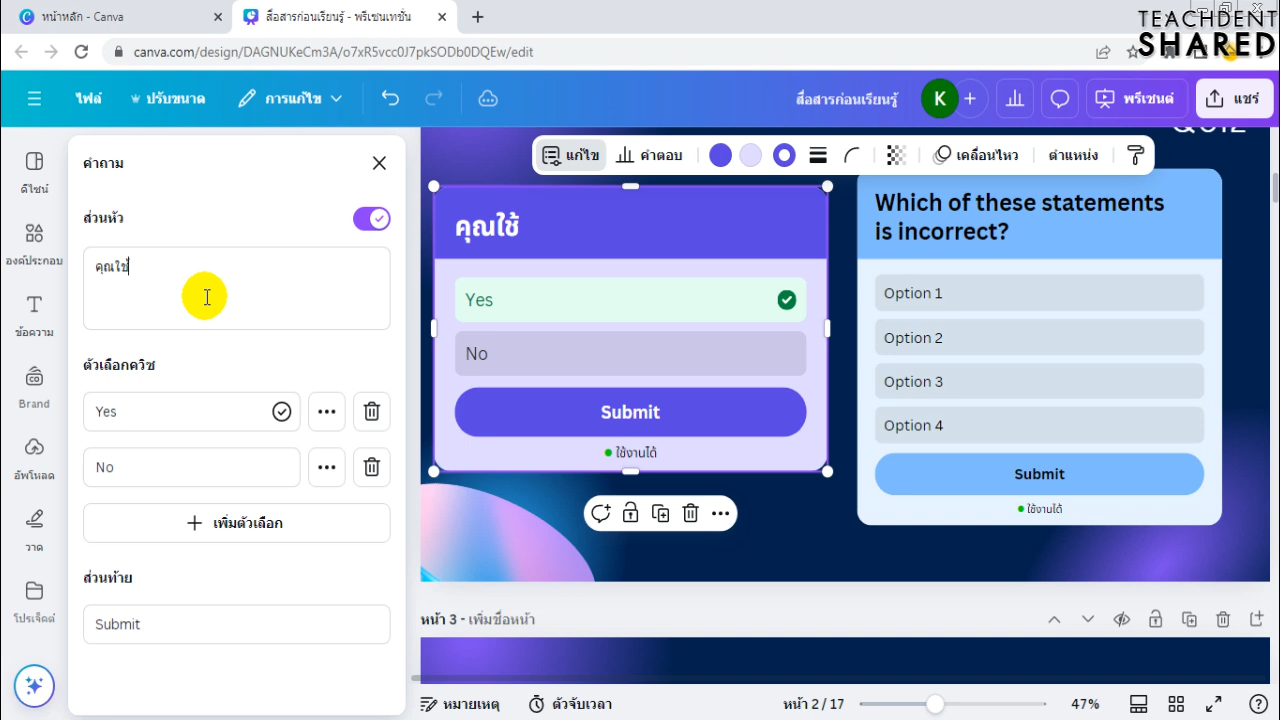 หน้าหลัก - Canva
สื่อสารก่อนเรียนรู้ - พรีเซนเทชั่น
TEACHDENT
SHARED
canva.com/design/DAGNUKeCm3A/o7xR5vcc0J7pkSODb0DQEw/edit
ไฟล์
ปรับขนาด
การแก้ไข
สื่อสารก่อนเรียนรู้
K
พรีเซนต์
แชร์
ดีไซน์
องค์ประกอบ
ข้อความ
Brand
อัพโหลด
วาด
โปรเจ็ตต์
คำถาม
ส่วนหัว
คุณใช้
ตัวเลือกควิซ
Yes
No
เพิ่มตัวเลือก
ส่วนท้าย
Submit
แก้ไข
คำตอบ
เคลื่อนไหว
ตำแหน่ง
คุณใช้
Yes
No
Submit
ใช้งานได้
Which of these statements
is incorrect?
Option 1
Option 2
Option 3
Option 4
Submit
ใช้งานได้
หน้า 3 - เพิ่มชื่อหน้า
หมายเหตุ
ตัวจับเวลา
หน้า 2 / 17
47%